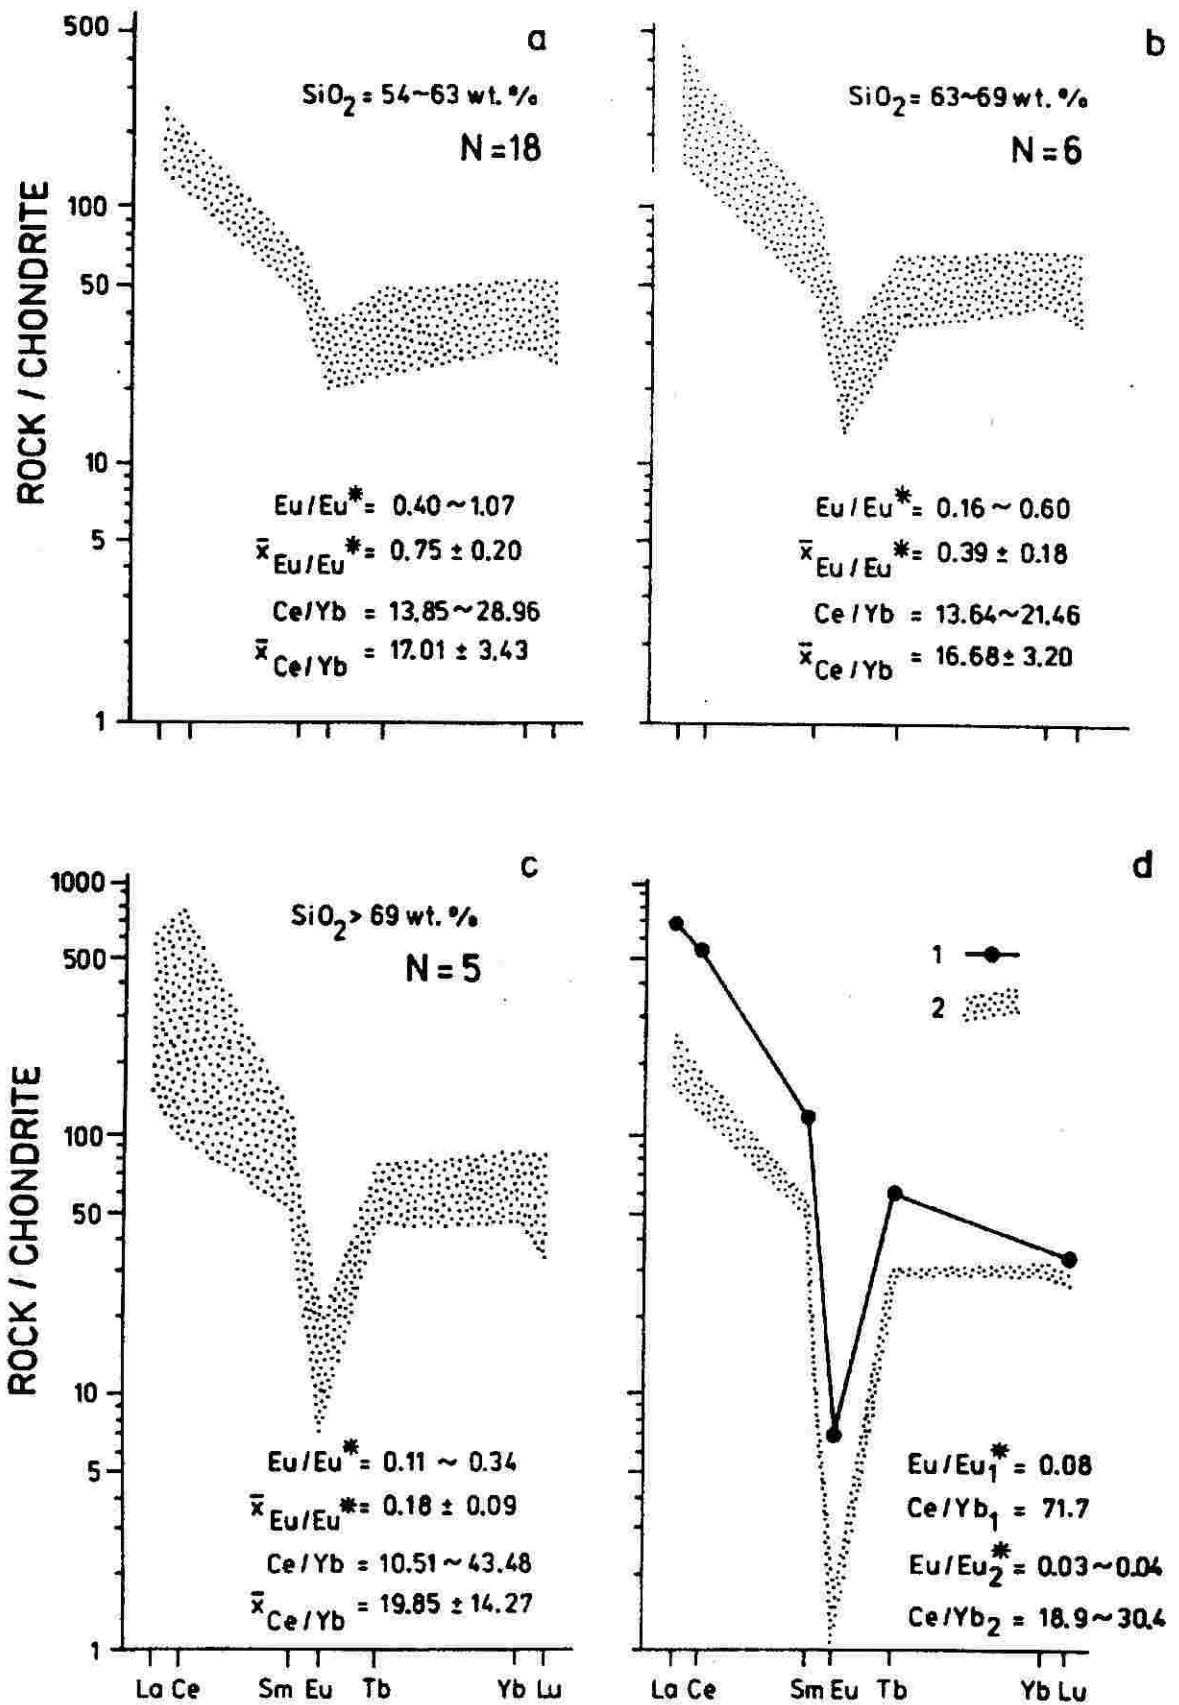 a
500
100
50
10
5
1
ROCK / CHONDRITE
SiO2 = 54~63 wt. %
N = 18
Eu/Eu* = 0.40 ~ 1.07
x̄ Eu/Eu* = 0.75 ± 0.20
Ce/Yb = 13.85 ~ 28.96
x̄ Ce/Yb = 17.01 ± 3.43
b
SiO2 = 63~69 wt. %
N = 6
Eu/Eu* = 0.16 ~ 0.60
x̄ Eu/Eu* = 0.39 ± 0.18
Ce/Yb = 13.64~21.46
x̄ Ce/Yb = 16.68 ± 3.20
c
1000
500
100
50
10
5
1
ROCK / CHONDRITE
SiO2 > 69 wt. %
N = 5
Eu/Eu* = 0.11 ~ 0.34
x̄ Eu/Eu* = 0.18 ± 0.09
Ce/Yb = 10.51 ~ 43.48
x̄ Ce/Yb = 19.85 ± 14.27
La Ce Sm Eu Tb Yb Lu
d
1
2
Eu/Eu1* = 0.08
Ce/Yb1 = 71.7
Eu/Eu2* = 0.03~0.04
Ce/Yb2 = 18.9~30.4
La Ce Sm Eu Tb Yb Lu